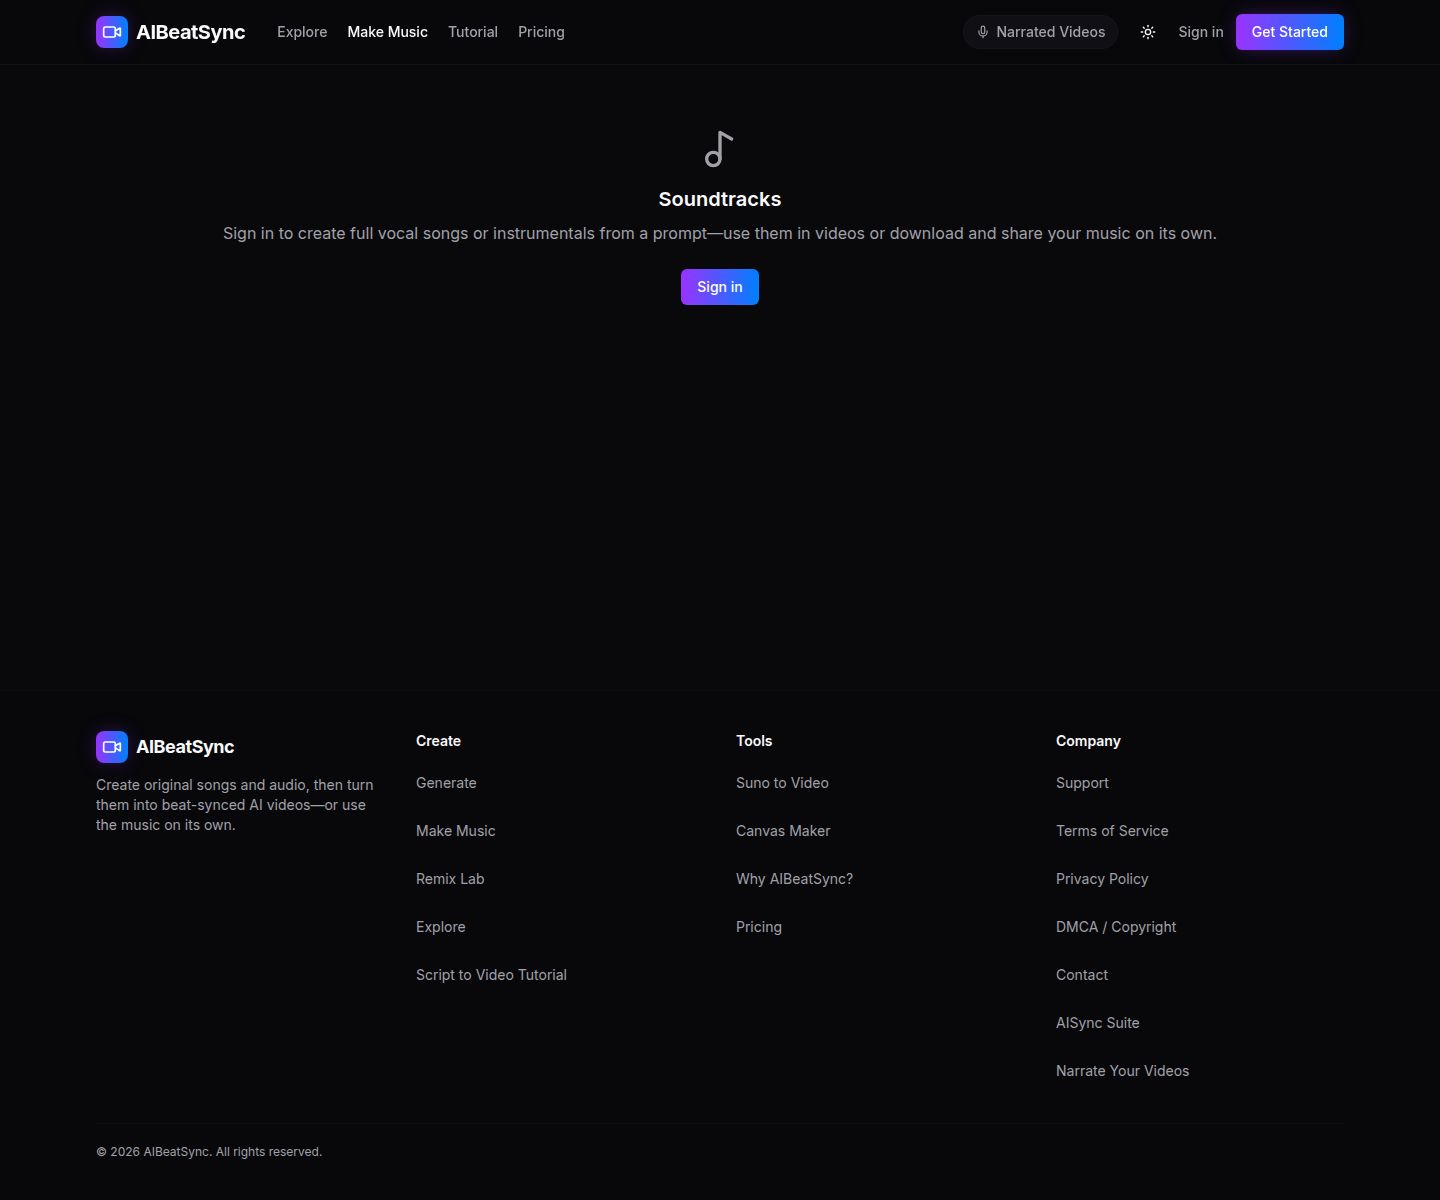 AIBeatSync
Explore
Make Music
Tutorial
Pricing
Narrated Videos
Sign in
Get Started
Soundtracks
Sign in to create full vocal songs or instrumentals from a prompt—use them in videos or download and share your music on its own.
Sign in
AIBeatSync
Create original songs and audio, then turn
them into beat-synced AI videos—or use
the music on its own.
Create
Generate
Make Music
Remix Lab
Explore
Script to Video Tutorial
Tools
Suno to Video
Canvas Maker
Why AIBeatSync?
Pricing
Company
Support
Terms of Service
Privacy Policy
DMCA / Copyright
Contact
AISync Suite
Narrate Your Videos
© 2026 AIBeatSync. All rights reserved.